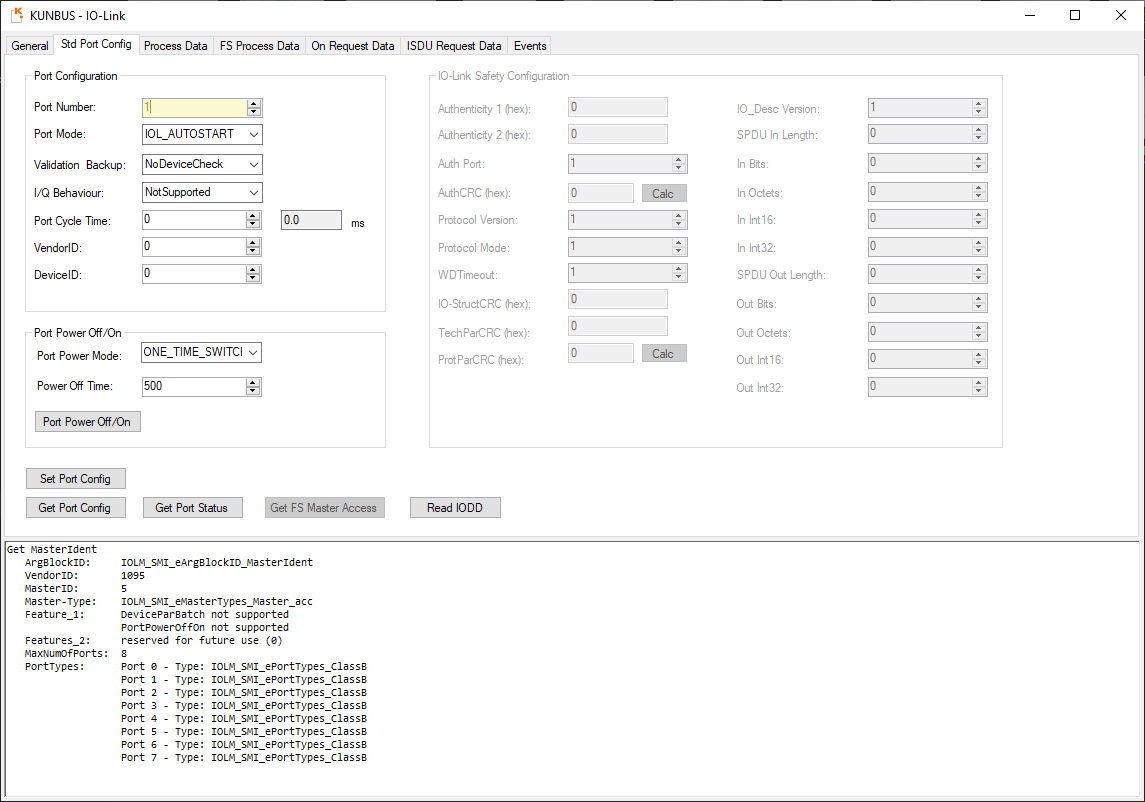 KUNBUS - IO-Link
General Std Port Config Process Data FS Process Data On Request Data ISDU Request Data Events
Port Configuration
Port Number: 1
Port Mode: IOL_AUTOSTART
Validation Backup: NoDeviceCheck
I/Q Behaviour: NotSupported
Port Cycle Time: 0 0.0 ms
VendorID: 0
DeviceID: 0
Port Power Off/On
Port Power Mode: ONE_TIME_SWITCI
Power Off Time: 500
Port Power Off/On
IO-Link Safety Configuration
Authenticity 1 (hex): 0
Authenticity 2 (hex): 0
Auth Port: 1
AuthCRC (hex): 0 Calc
Protocol Version: 1
Protocol Mode: 1
WDTimeout: 1
IO-StructCRC (hex): 0
TechParCRC (hex): 0
ProtParCRC (hex): 0 Calc
IO_Desc Version: 1
SPDU In Length: 0
In Bits: 0
In Octets: 0
In Int16: 0
In Int32: 0
SPDU Out Length: 0
Out Bits: 0
Out Octets: 0
Out Int16: 0
Out Int32: 0
Set Port Config
Get Port Config Get Port Status Get FS Master Access Read IODD
Get MasterIdent
ArgBlockID: IOLM_SMI_eArgBlockID_MasterIdent
VendorID: 1095
MasterID: 5
Master-Type: IOLM_SMI_eMasterTypes_Master_acc
Feature_1: DeviceParBatch not supported
PortPowerOffOn not supported
Features_2: reserved for future use (0)
MaxNumOfPorts: 8
PortTypes: Port 0 - Type: IOLM_SMI_ePortTypes_ClassB
Port 1 - Type: IOLM_SMI_ePortTypes_ClassB
Port 2 - Type: IOLM_SMI_ePortTypes_ClassB
Port 3 - Type: IOLM_SMI_ePortTypes_ClassB
Port 4 - Type: IOLM_SMI_ePortTypes_ClassB
Port 5 - Type: IOLM_SMI_ePortTypes_ClassB
Port 6 - Type: IOLM_SMI_ePortTypes_ClassB
Port 7 - Type: IOLM_SMI_ePortTypes_ClassB